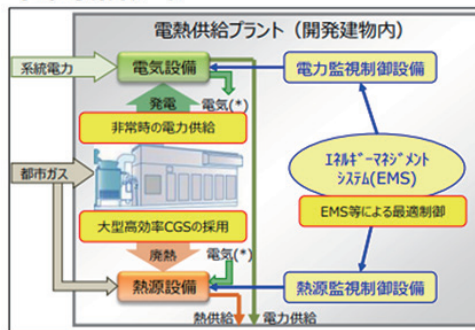 電熱供給プラント（開発建物内）
系統電力
電気設備
電力監視制御設備
発電
電気(*)
非常時の電力供給
都市ガス
エネルギーマネジメント
システム(EMS)
EMS等による最適制御
大型高効率CGSの採用
廃熱
電気(*)
熱源設備
熱源監視制御設備
熱供給
電力供給